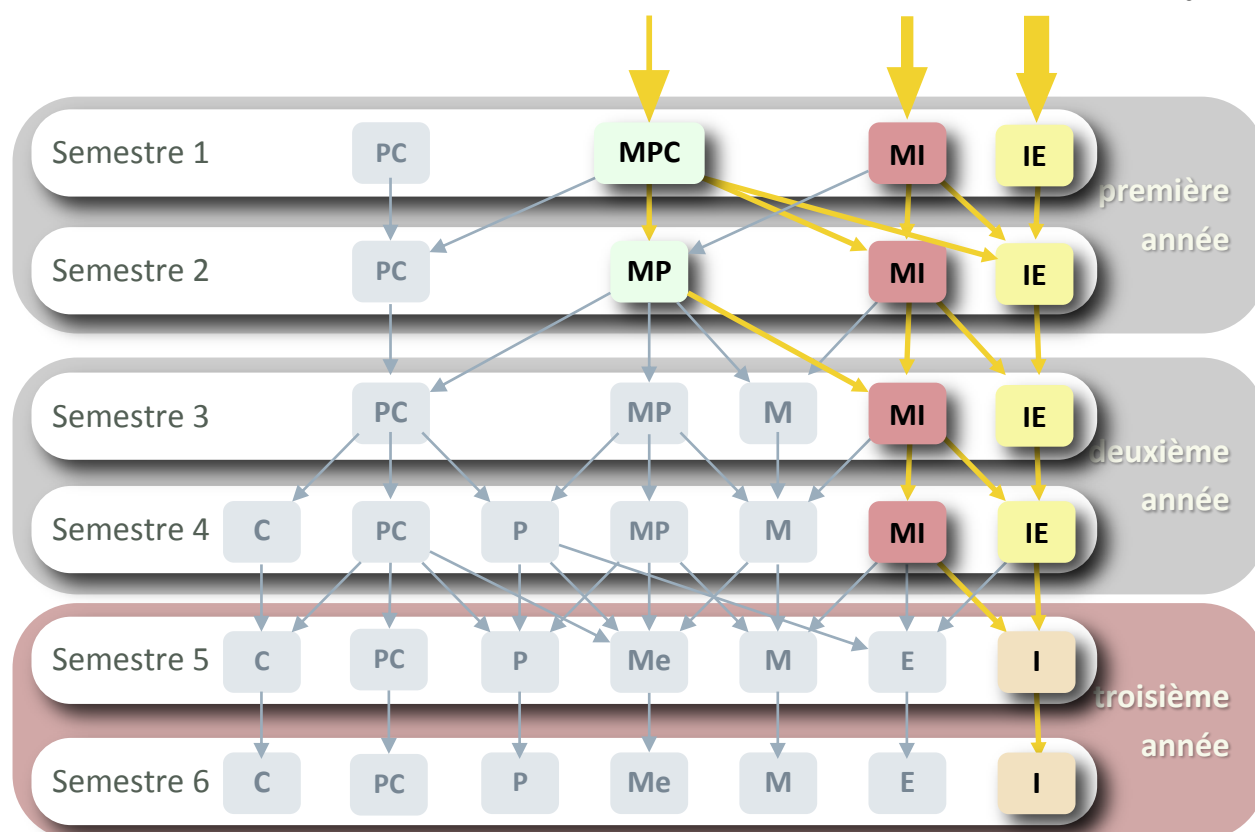 Semestre 1 PC MPC MI IE
première
année
Semestre 2 PC MP MI IE
Semestre 3 PC MP M MI IE
deuxième
année
Semestre 4 C PC P MP M MI IE
Semestre 5 C PC P Me M E I
troisième
année
Semestre 6 C PC P Me M E I